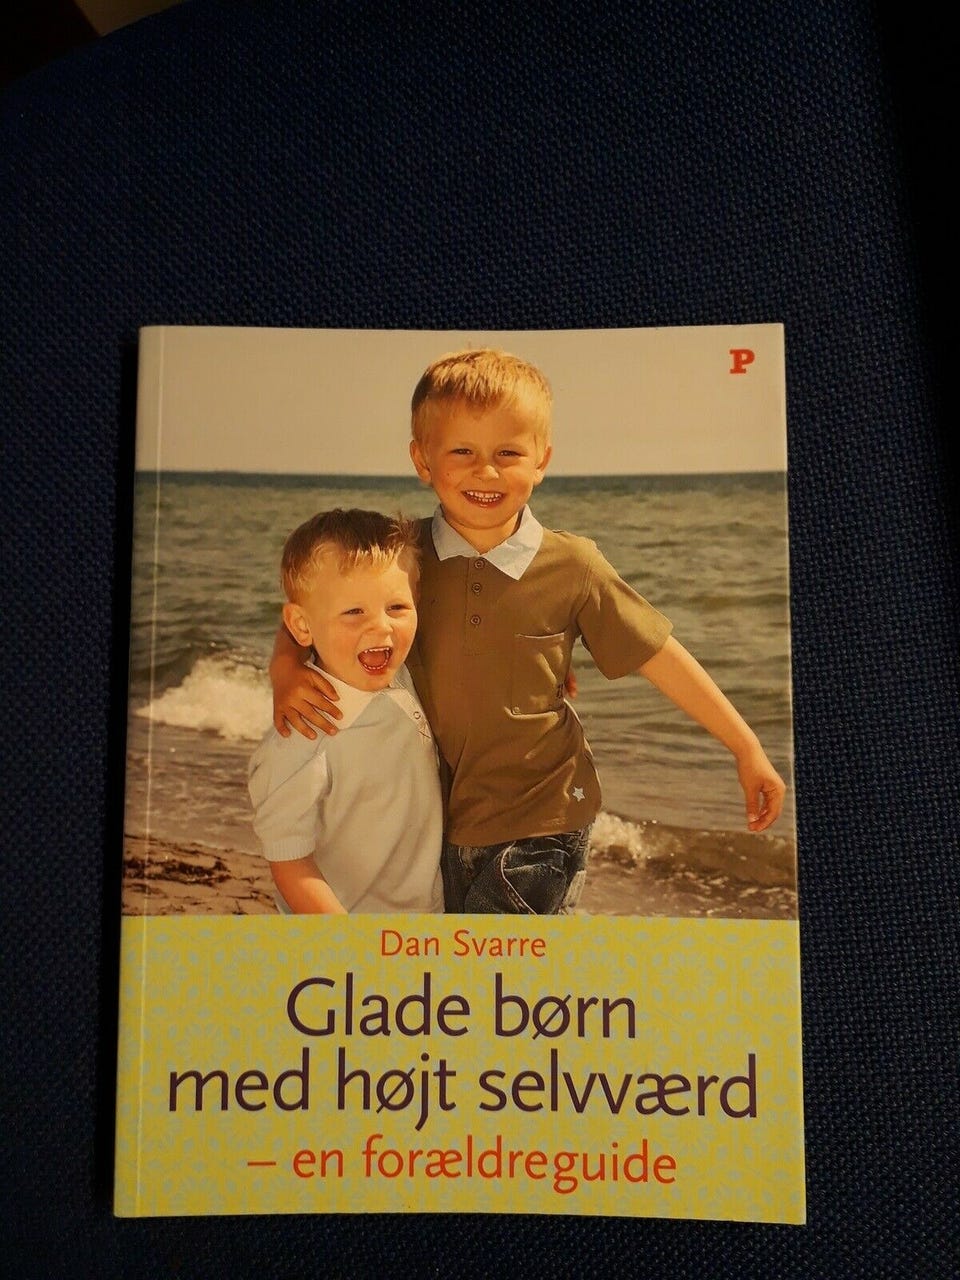 P
Dan Svarre
Glade børn
med højt selvværd
– en forældreguide